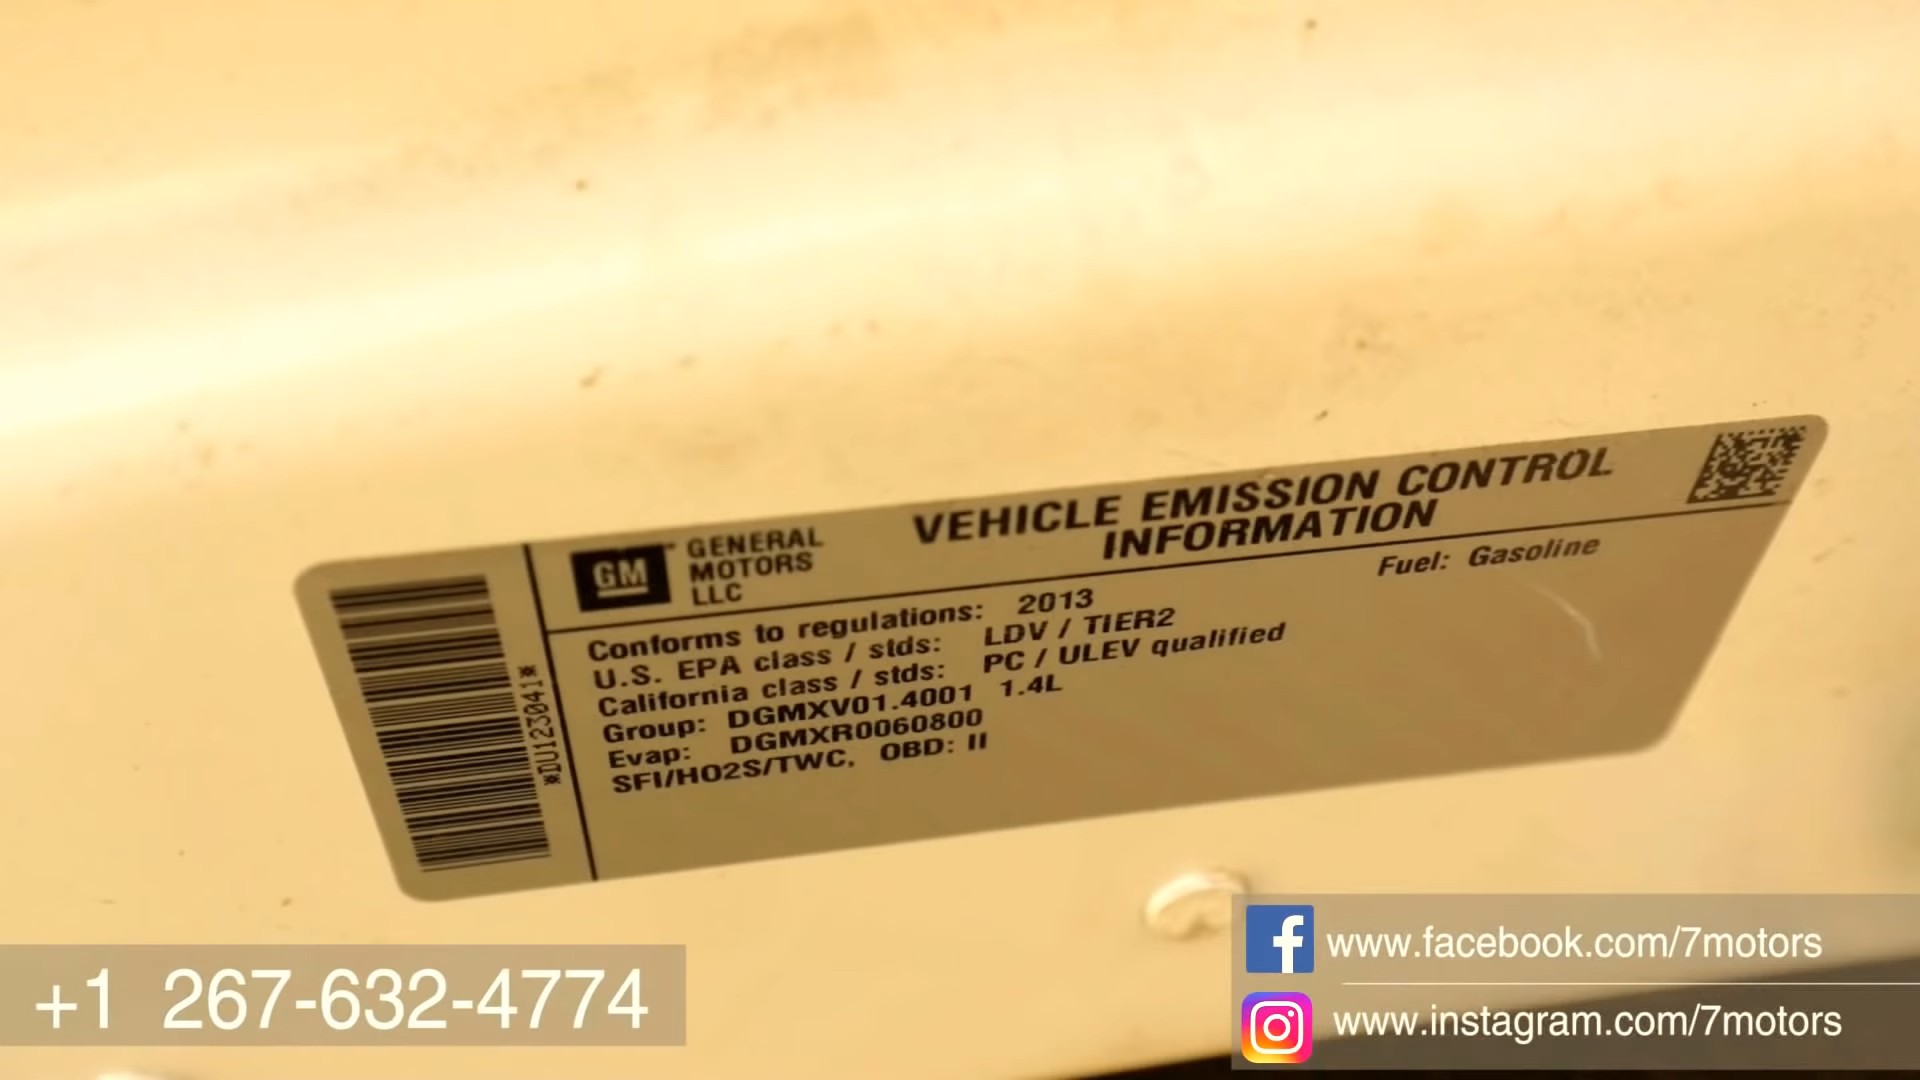 GM
GENERAL
MOTORS
LLC
VEHICLE EMISSION CONTROL
INFORMATION
Fuel: Gasoline
Conforms to regulations: 2013
U.S. EPA class / stds: LDV / TIER2
California class / stds: PC / ULEV qualified
Group: DGMXV01.4001 1.4L
Evap: DGMXR0060800
SFI/HO2S/TWC, OBD: II
*DU123041*
+1 267-632-4774
www.facebook.com/7motors
www.instagram.com/7motors